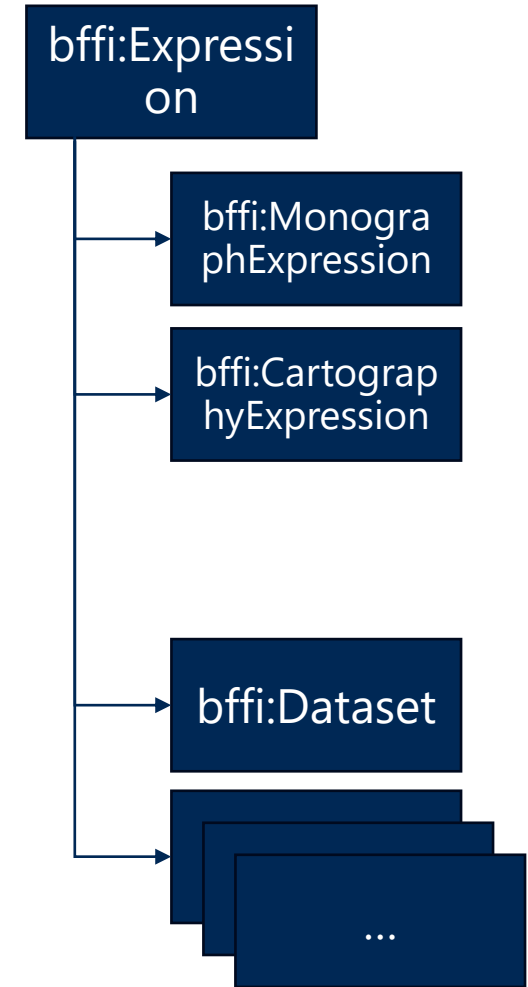 bffi:Expressi
on
bffi:Monogra
phExpression
bffi:Cartograp
hyExpression
bffi:Dataset
...